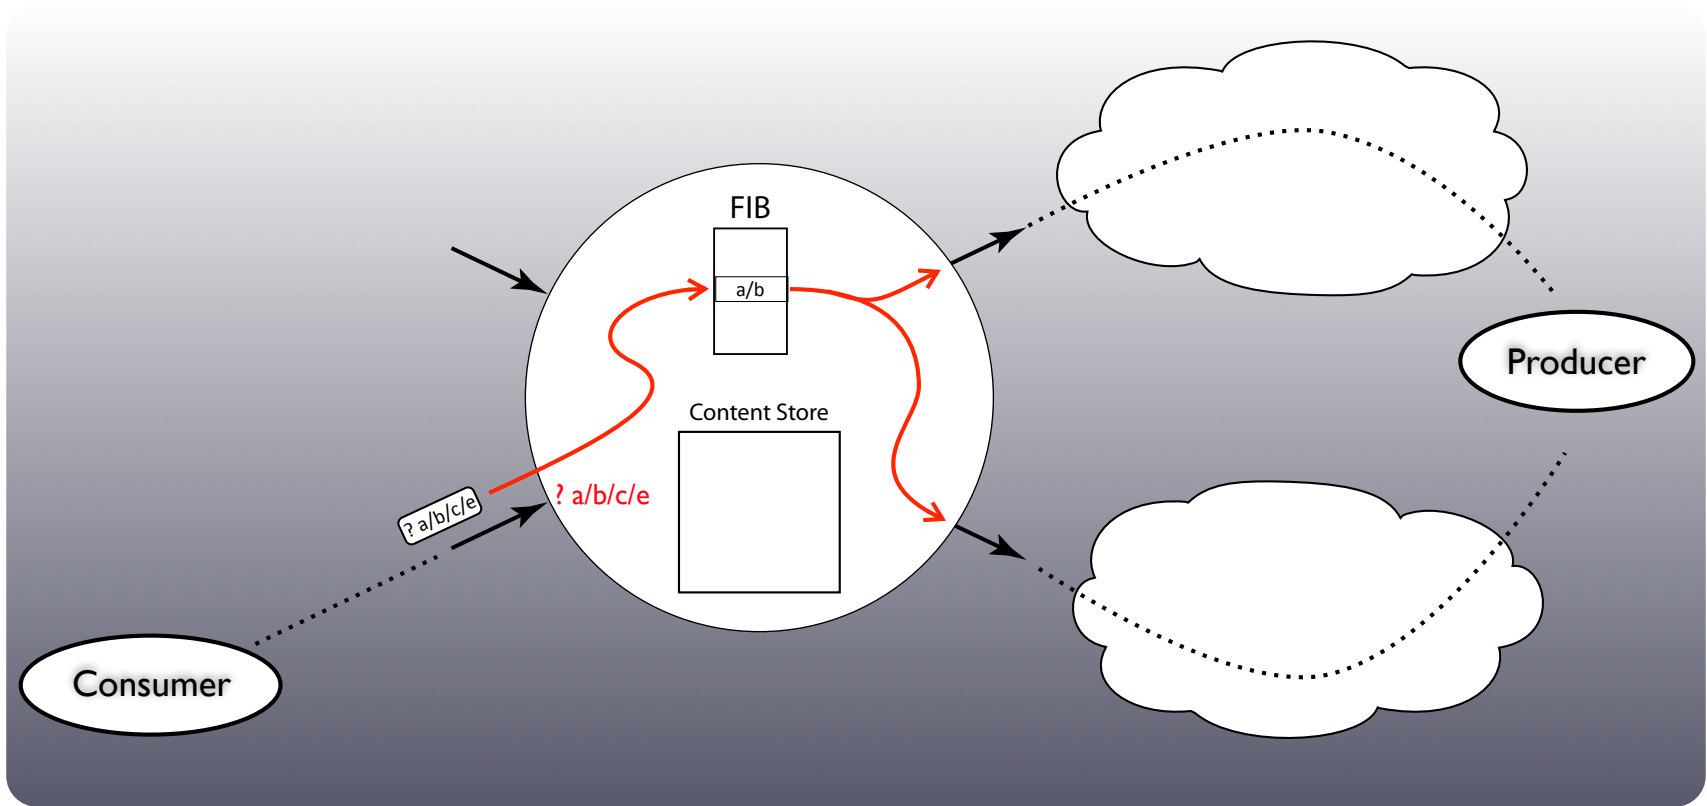 FIB
a/b
Producer
Content Store
? a/b/c/e
? a/b/c/e
Consumer